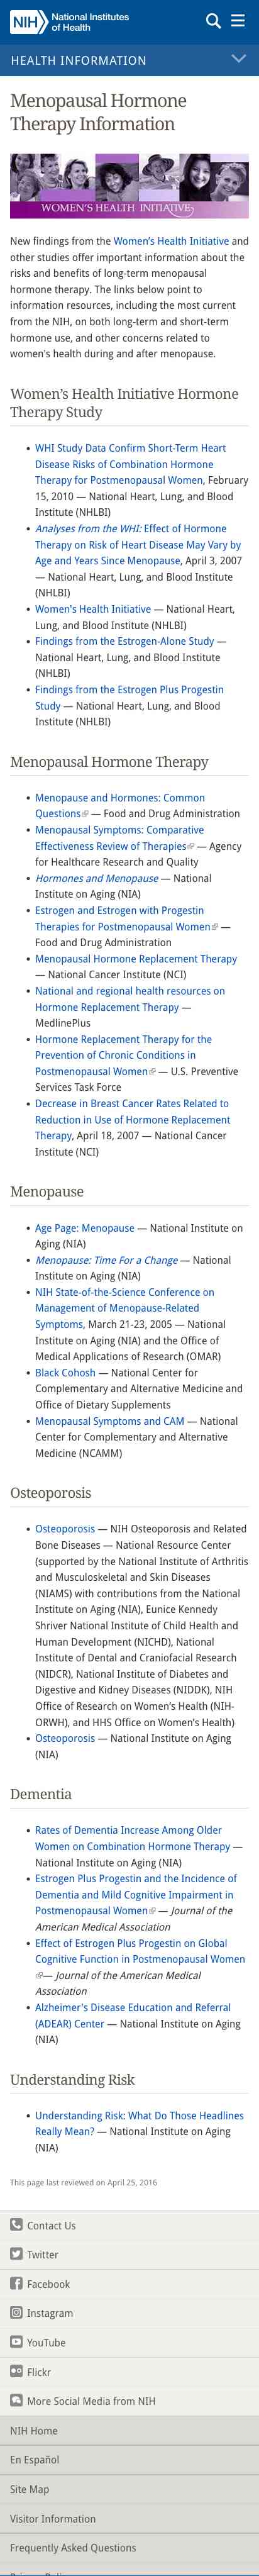 NIH National Institutes
of Health
HEALTH INFORMATION
Menopausal Hormone
Therapy Information
WOMEN'S HEALTH INITIATIVE
New findings from the Women's Health Initiative and
other studies offer important information about the
risks and benefits of long-term menopausal
hormone therapy. The links below point to
information resources, including the most current
from the NIH, on both long-term and short-term
hormone use, and other concerns related to
women's health during and after menopause.
Women's Health Initiative Hormone
Therapy Study
• WHI Study Data Confirm Short-Term Heart
Disease Risks of Combination Hormone
Therapy for Postmenopausal Women, February
15, 2010 — National Heart, Lung, and Blood
Institute (NHLBI)
• Analyses from the WHI: Effect of Hormone
Therapy on Risk of Heart Disease May Vary by
Age and Years Since Menopause, April 3, 2007
— National Heart, Lung, and Blood Institute
(NHLBI)
• Women's Health Initiative — National Heart,
Lung, and Blood Institute (NHLBI)
• Findings from the Estrogen-Alone Study —
National Heart, Lung, and Blood Institute
(NHLBI)
• Findings from the Estrogen Plus Progestin
Study — National Heart, Lung, and Blood
Institute (NHLBI)
Menopausal Hormone Therapy
• Menopause and Hormones: Common
Questions — Food and Drug Administration
• Menopausal Symptoms: Comparative
Effectiveness Review of Therapies — Agency
for Healthcare Research and Quality
• Hormones and Menopause — National
Institute on Aging (NIA)
• Estrogen and Estrogen with Progestin
Therapies for Postmenopausal Women —
Food and Drug Administration
• Menopausal Hormone Replacement Therapy
— National Cancer Institute (NCI)
• National and regional health resources on
Hormone Replacement Therapy —
MedlinePlus
• Hormone Replacement Therapy for the
Prevention of Chronic Conditions in
Postmenopausal Women — U.S. Preventive
Services Task Force
• Decrease in Breast Cancer Rates Related to
Reduction in Use of Hormone Replacement
Therapy, April 18, 2007 — National Cancer
Institute (NCI)
Menopause
• Age Page: Menopause — National Institute on
Aging (NIA)
• Menopause: Time For a Change — National
Institute on Aging (NIA)
• NIH State-of-the-Science Conference on
Management of Menopause-Related
Symptoms, March 21-23, 2005 — National
Institute on Aging (NIA) and the Office of
Medical Applications of Research (OMAR)
• Black Cohosh — National Center for
Complementary and Alternative Medicine and
Office of Dietary Supplements
• Menopausal Symptoms and CAM — National
Center for Complementary and Alternative
Medicine (NCAMM)
Osteoporosis
• Osteoporosis — NIH Osteoporosis and Related
Bone Diseases — National Resource Center
(supported by the National Institute of Arthritis
and Musculoskeletal and Skin Diseases
(NIAMS) with contributions from the National
Institute on Aging (NIA), Eunice Kennedy
Shriver National Institute of Child Health and
Human Development (NICHD), National
Institute of Dental and Craniofacial Research
(NIDCR), National Institute of Diabetes and
Digestive and Kidney Diseases (NIDDK), NIH
Office of Research on Women's Health (NIH-
ORWH), and HHS Office on Women's Health)
• Osteoporosis — National Institute on Aging
(NIA)
Dementia
• Rates of Dementia Increase Among Older
Women on Combination Hormone Therapy —
National Institute on Aging (NIA)
• Estrogen Plus Progestin and the Incidence of
Dementia and Mild Cognitive Impairment in
Postmenopausal Women — Journal of the
American Medical Association
• Effect of Estrogen Plus Progestin on Global
Cognitive Function in Postmenopausal Women
— Journal of the American Medical
Association
• Alzheimer's Disease Education and Referral
(ADEAR) Center — National Institute on Aging
(NIA)
Understanding Risk
• Understanding Risk: What Do Those Headlines
Really Mean? — National Institute on Aging
(NIA)
This page last reviewed on April 25, 2016
Contact Us
Twitter
Facebook
Instagram
YouTube
Flickr
More Social Media from NIH
NIH Home
En Español
Site Map
Visitor Information
Frequently Asked Questions